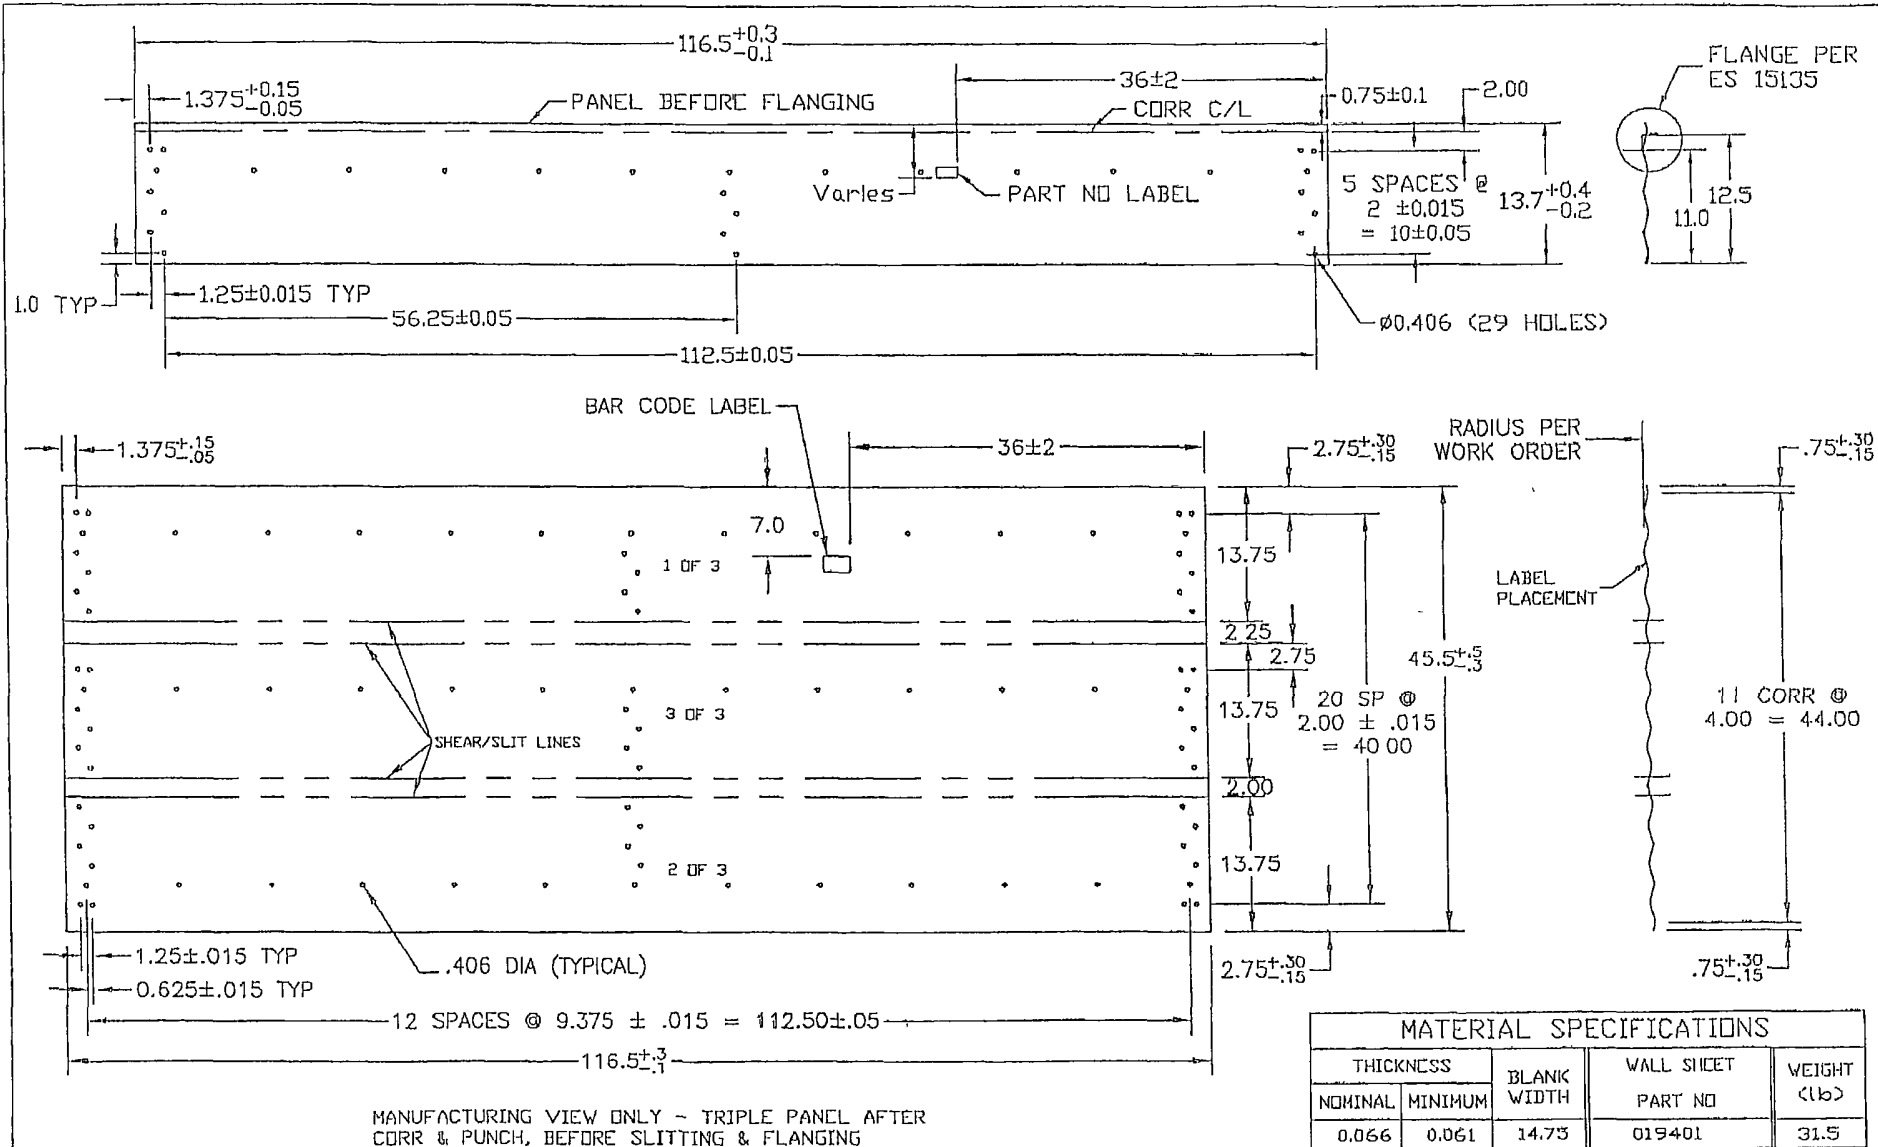 116.5 +0.3 -0.1
36±2
1.375 +0.15 -0.05
PANEL BEFORE FLANGING
CORR C/L
0.75±0.1
2.00
FLANGE PER
ES 15135
Varies
PART NO LABEL
5 SPACES @
2 ±0.015
= 10±0.05
13.7 +0.4 -0.2
11.0
12.5
1.0 TYP
1.25±0.015 TYP
56.25±0.05
112.5±0.05
Ø0.406 (29 HOLES)
BAR CODE LABEL
1.375 +.15 -.05
36±2
2.75 +.30 -.15
RADIUS PER
WORK ORDER
.75 +.30 -.15
7.0
1 OF 3
13.75
LABEL
PLACEMENT
2.25
2.75
45.5 +.5 -.3
3 OF 3
SHEAR/SLIT LINES
13.75
20 SP @
2.00 ± .015
= 40.00
11 CORR @
4.00 = 44.00
2.00
2 OF 3
13.75
1.25±.015 TYP
.406 DIA (TYPICAL)
0.625±.015 TYP
2.75 +.30 -.15
.75 +.30 -.15
12 SPACES @ 9.375 ± .015 = 112.50±.05
116.5 +.3 -.1
MANUFACTURING VIEW ONLY - TRIPLE PANEL AFTER
CORR & PUNCH, BEFORE SLITTING & FLANGING
MATERIAL SPECIFICATIONS
THICKNESS
BLANK
WIDTH
WALL SHEET
PART NO
WEIGHT
(lb)
NOMINAL MINIMUM
0.066 0.061 14.75 019401 31.5